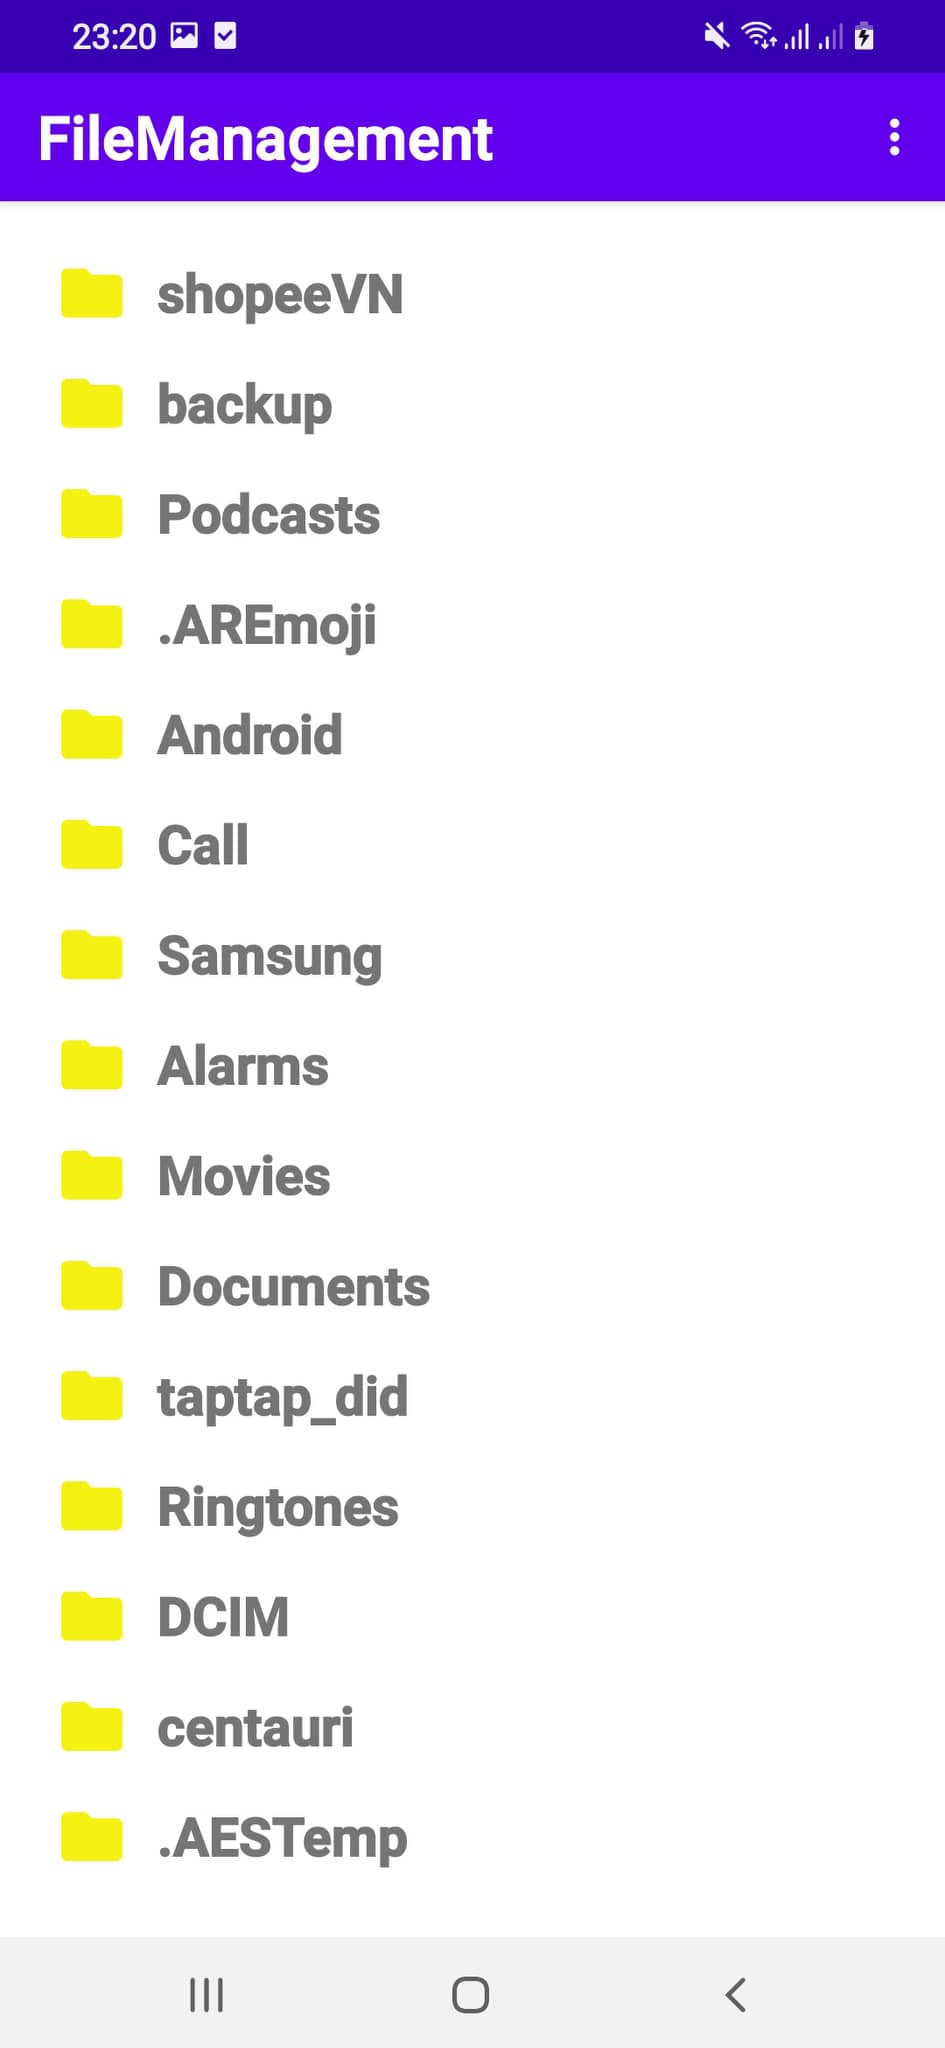 23:20
FileManagement
shopeeVN
backup
Podcasts
.AREmoji
Android
Call
Samsung
Alarms
Movies
Documents
taptap_did
Ringtones
DCIM
centauri
.AESTemp